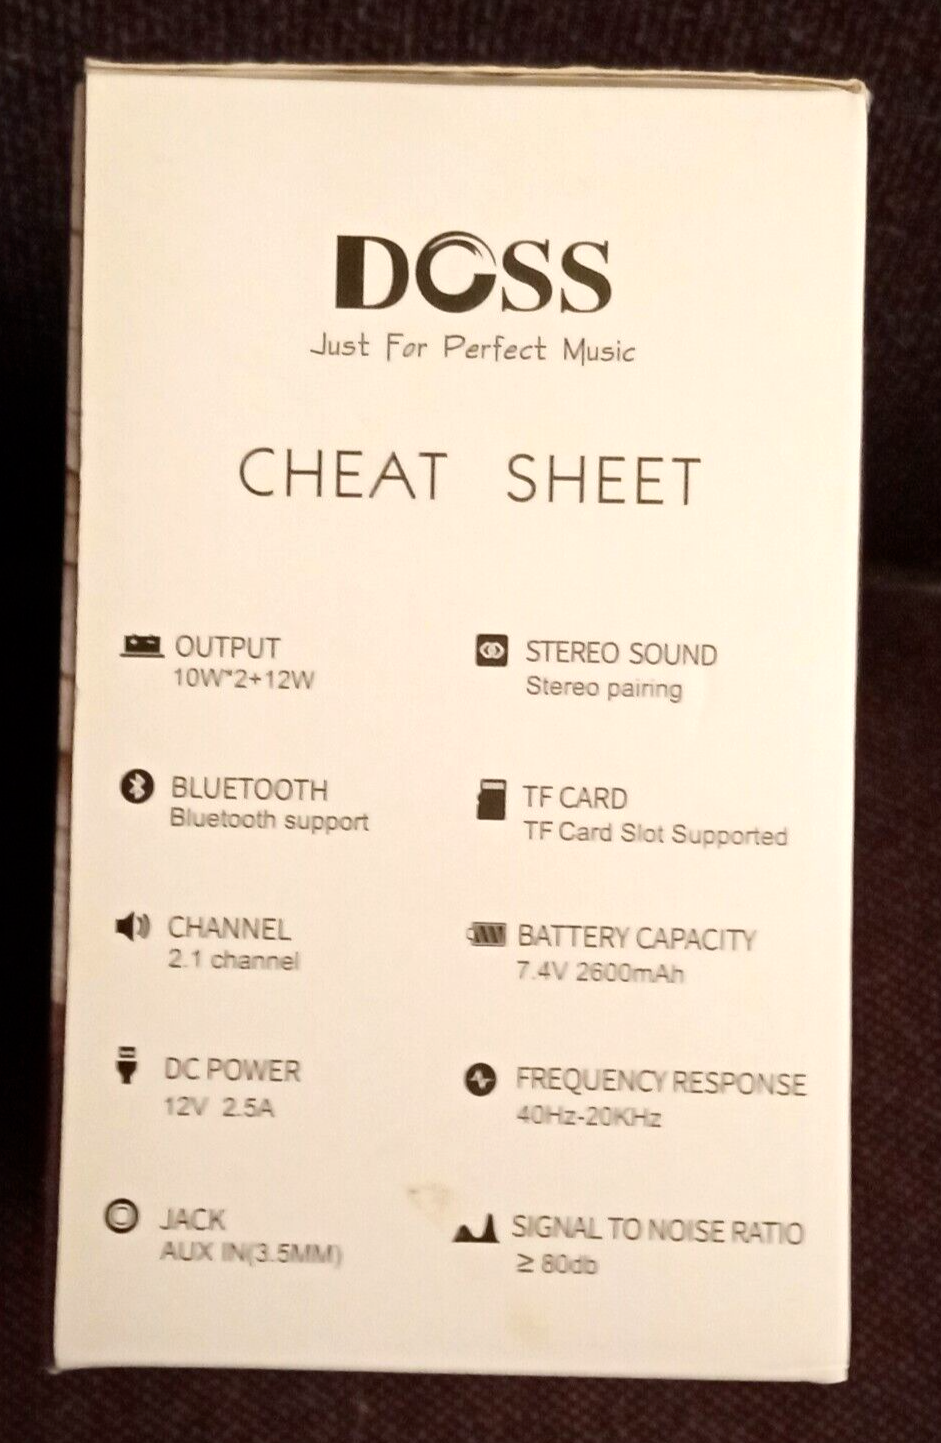 DOSS
Just For Perfect Music
CHEAT SHEET
OUTPUT
10W*2+12W
STEREO SOUND
Stereo pairing
BLUETOOTH
Bluetooth support
TF CARD
TF Card Slot Supported
CHANNEL
2.1 channel
BATTERY CAPACITY
7.4V 2600mAh
DC POWER
12V 2.5A
FREQUENCY RESPONSE
40Hz-20KHz
JACK
AUX IN(3.5MM)
SIGNAL TO NOISE RATIO
≥ 80db